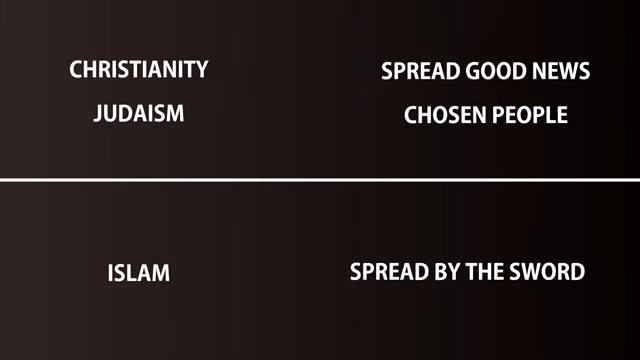 CHRISTIANITY SPREAD GOOD NEWS
JUDAISM CHOSEN PEOPLE
ISLAM SPREAD BY THE SWORD